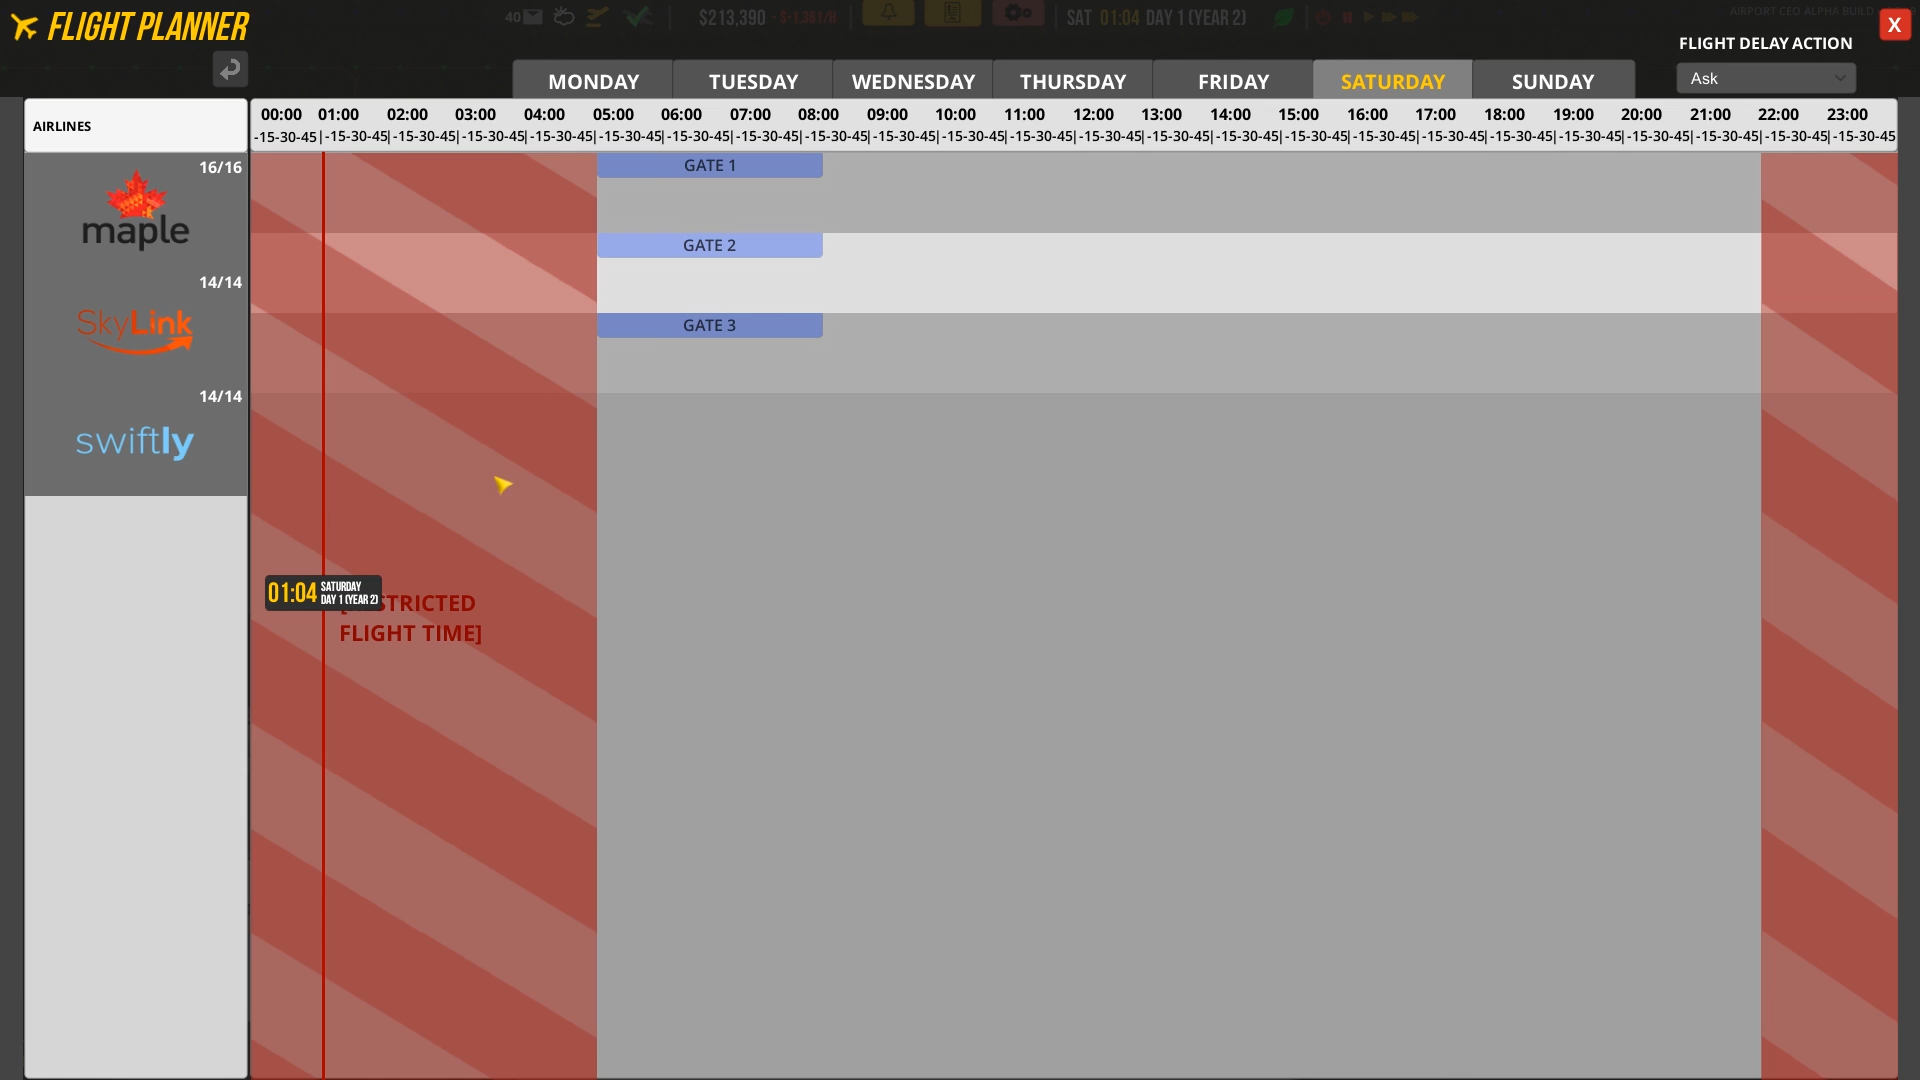 FLIGHT PLANNER
40
$213,390
SAT 01:04 DAY 1 (YEAR 2)
AIRPORT CEO ALPHA BUILD
X
FLIGHT DELAY ACTION
Ask
MONDAY TUESDAY WEDNESDAY THURSDAY FRIDAY SATURDAY SUNDAY
AIRLINES
00:00 01:00 02:00 03:00 04:00 05:00 06:00 07:00 08:00 09:00 10:00 11:00 12:00 13:00 14:00 15:00 16:00 17:00 18:00 19:00 20:00 21:00 22:00 23:00
-15-30-45|-15-30-45|-15-30-45|-15-30-45|-15-30-45|-15-30-45|-15-30-45|-15-30-45|-15-30-45|-15-30-45|-15-30-45|-15-30-45|-15-30-45|-15-30-45|-15-30-45|-15-30-45|-15-30-45|-15-30-45|-15-30-45|-15-30-45|-15-30-45|-15-30-45|-15-30-45|-15-30-45
16/16
maple
14/14
SkyLink
14/14
swiftly
GATE 1
GATE 2
GATE 3
01:04 SATURDAY
DAY 1 (YEAR 2)
FLIGHT TIME]